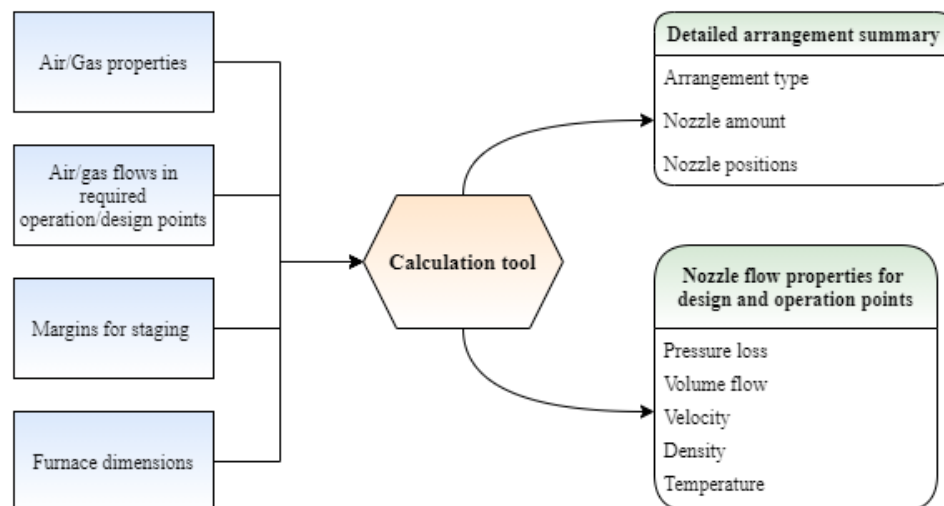 Air/Gas properties
Air/gas flows in
required
operation/design points
Margins for staging
Furnace dimensions
Calculation tool
Detailed arrangement summary
Arrangement type
Nozzle amount
Nozzle positions
Nozzle flow properties for
design and operation points
Pressure loss
Volume flow
Velocity
Density
Temperature